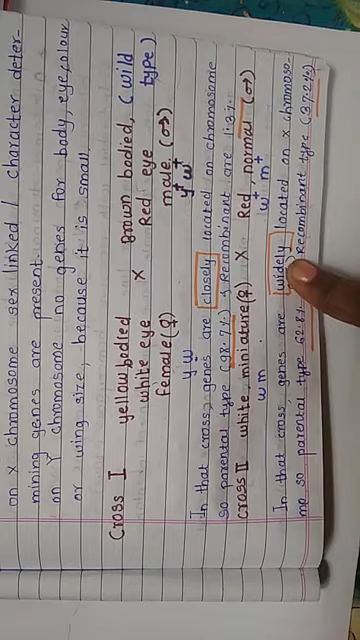 on x chromosome sex linked / character deter-
mining genes are present.
on Y chromosome no genes for body, eye, colour
or wing size, because it is small.
Cross I yellow bodied Brown bodied, (wild
white eye x Red eye type)
female (♀) male (♂)
y w y⁺ w⁺
In that cross, genes are closely located on chromosome
so parental type (98.7%) & Recombinant are 1.3%.
cross II white, miniature (♀) X Red, normal (♂)
w m w⁺ m⁺
In that cross, genes are widely located on x chromoso-
me so parental type 62.8% Recombinant type (37.2%)